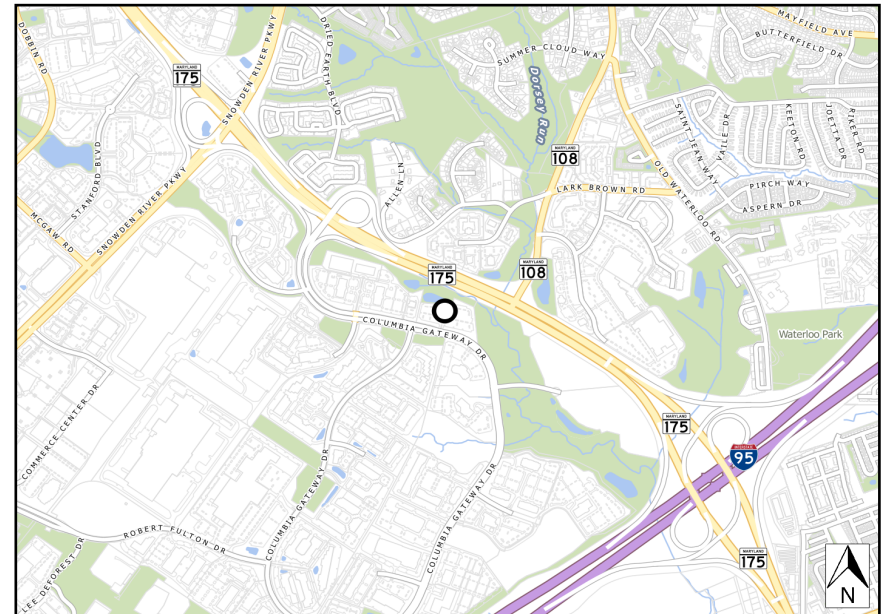 MAYFIELD AVE
BUTTERFIELD DR
DOBBIN RD
DRIED EARTH BLVD
SUMMER CLOUD WAY
SNOWDEN RIVER PKWY
MARYLAND
175
Dorsey Run
SAINT JEAN WAY
VAILE DR
KEETON RD
JOETTA DR
RIKER RD
STANFORD BLVD
MARYLAND
108
OLD WATERLOO RD
ALLEN LN
LARK BROWN RD
PIRCH WAY
ASPERN DR
SNOWDEN RIVER PKWY
MCGAW RD
MARYLAND
175
MARYLAND
108
COLUMBIA GATEWAY DR
Waterloo Park
COMMERCE CENTER DR
MARYLAND
175
INTERSTATE
95
COLUMBIA GATEWAY DR
COLUMBIA GATEWAY DR
ROBERT FULTON DR
LEE DEFOREST DR
MARYLAND
175
N